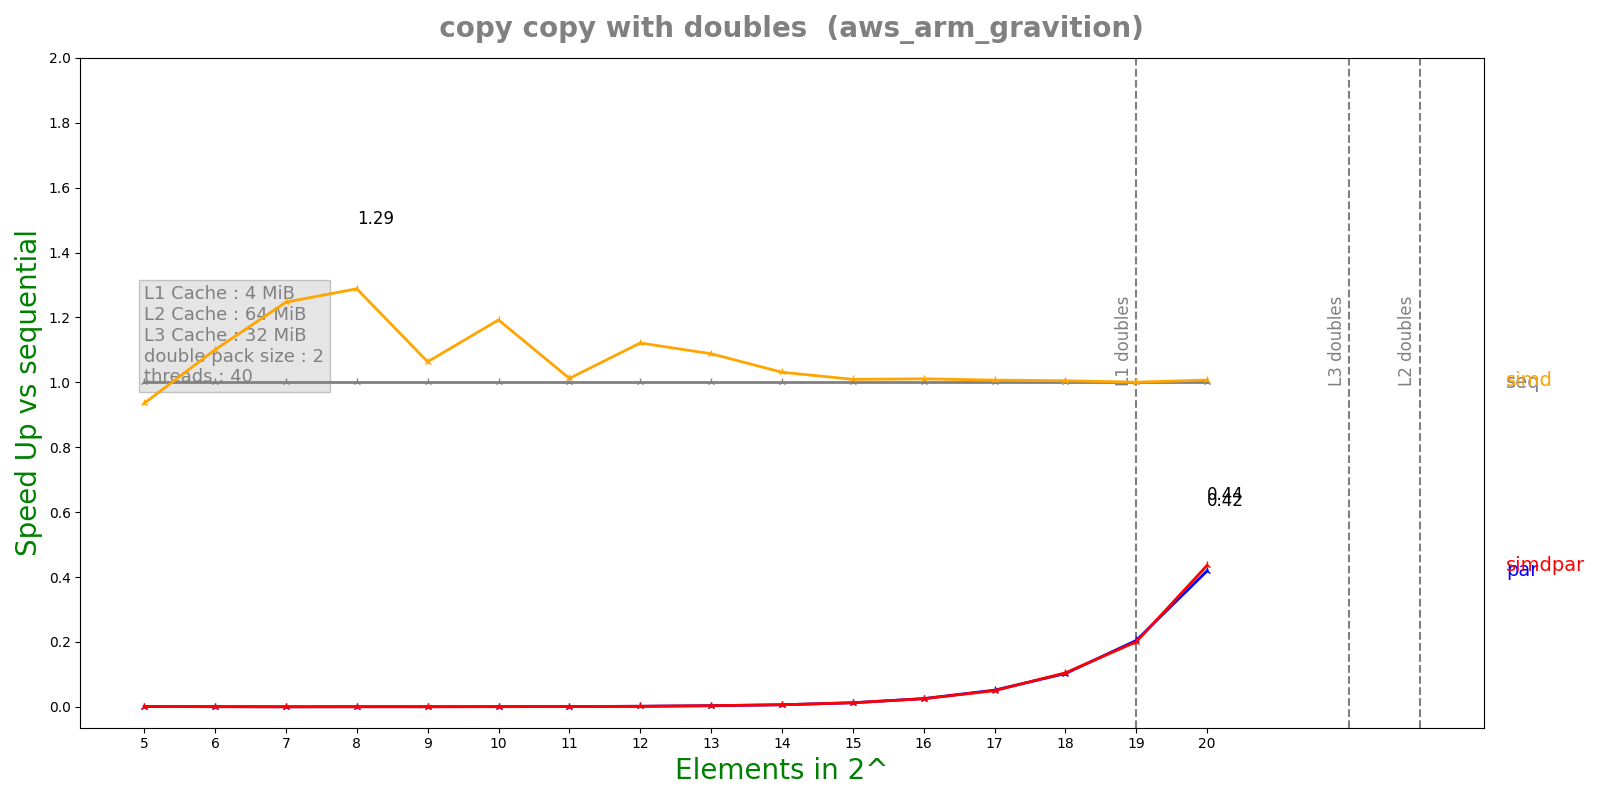 copy copy with doubles  (aws_arm_gravition)
Speed Up vs sequential
2.0
1.8
1.6
1.4
1.2
1.0
0.8
0.6
0.4
0.2
0.0
1.29
L1 Cache : 4 MiB
L2 Cache : 64 MiB
L3 Cache : 32 MiB
double pack size : 2
threads : 40
L1 doubles
L3 doubles
L2 doubles
simd
seq
0.44
0.42
simdpar
par
5
6
7
8
9
10
11
12
13
14
15
16
17
18
19
20
Elements in 2^